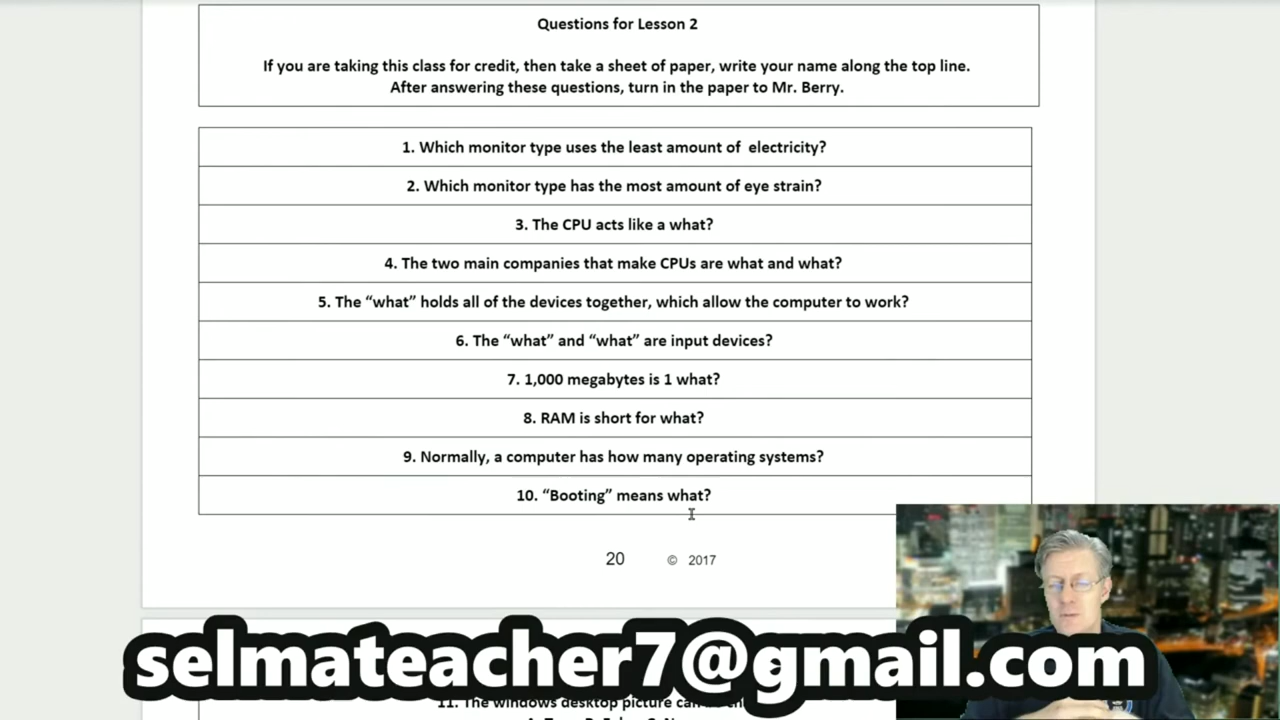 Questions for Lesson 2
If you are taking this class for credit, then take a sheet of paper, write your name along the top line.
After answering these questions, turn in the paper to Mr. Berry.
1. Which monitor type uses the least amount of electricity?
2. Which monitor type has the most amount of eye strain?
3. The CPU acts like a what?
4. The two main companies that make CPUs are what and what?
5. The “what” holds all of the devices together, which allow the computer to work?
6. The “what” and “what” are input devices?
7. 1,000 megabytes is 1 what?
8. RAM is short for what?
9. Normally, a computer has how many operating systems?
10. “Booting” means what?
20 © 2017
selmateacher7@gmail.com
11. The windows desktop picture can